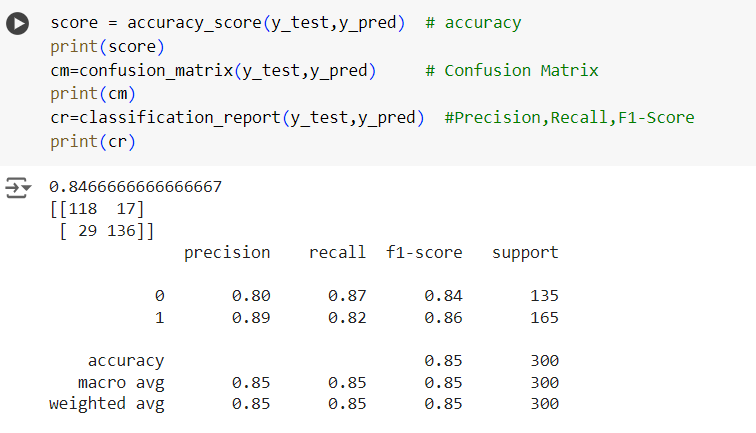 score = accuracy_score(y_test,y_pred)  # accuracy
print(score)
cm=confusion_matrix(y_test,y_pred)     # Confusion Matrix
print(cm)
cr=classification_report(y_test,y_pred)  #Precision,Recall,F1-Score
print(cr)
0.8466666666666667
[[118  17]
 [ 29 136]]
              precision    recall  f1-score   support
           0       0.80      0.87      0.84       135
           1       0.89      0.82      0.86       165
    accuracy                           0.85       300
   macro avg       0.85      0.85      0.85       300
weighted avg       0.85      0.85      0.85       300